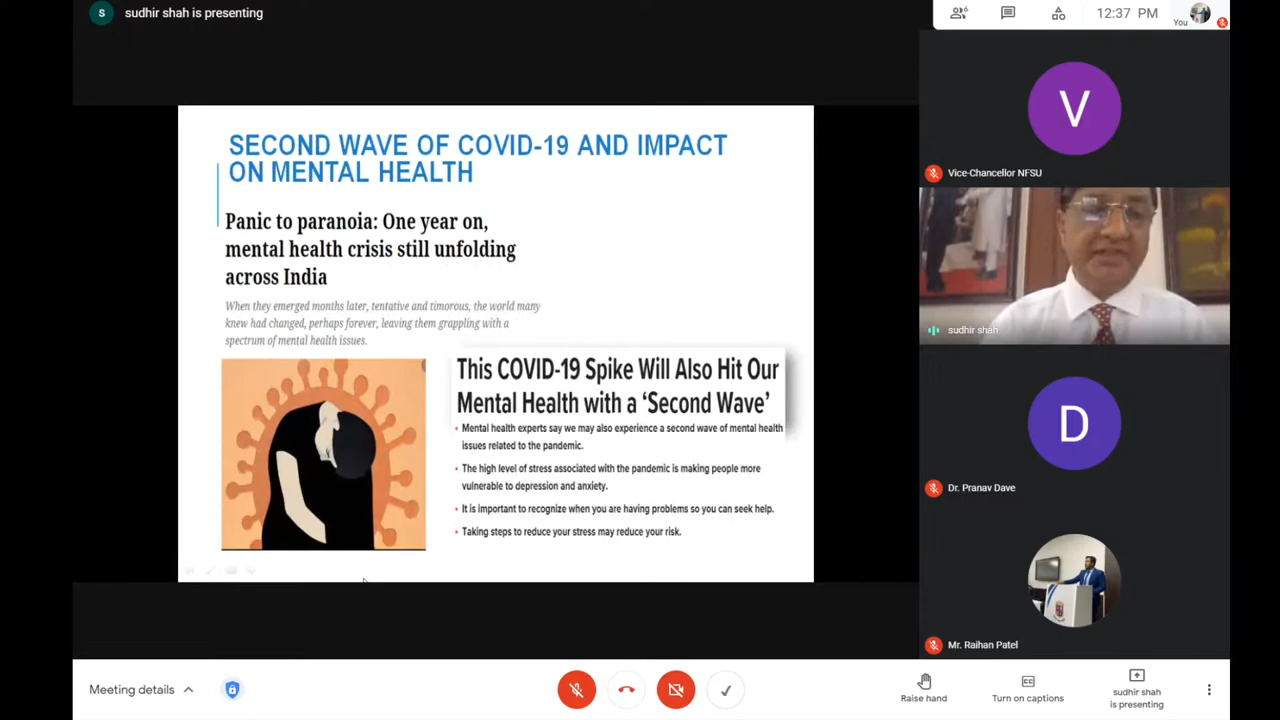 S
sudhir shah is presenting
6
12:37 PM
You
SECOND WAVE OF COVID-19 AND IMPACT
ON MENTAL HEALTH
Panic to paranoia: One year on,
mental health crisis still unfolding
across India
When they emerged months later, tentative and timorous, the world many
knew had changed, perhaps forever, leaving them grappling with a
spectrum of mental health issues.
This COVID-19 Spike Will Also Hit Our
Mental Health with a ‘Second Wave’
• Mental health experts say we may also experience a second wave of mental health
issues related to the pandemic.
• The high level of stress associated with the pandemic is making people more
vulnerable to depression and anxiety.
• It is important to recognize when you are having problems so you can seek help.
• Taking steps to reduce your stress may reduce your risk.
V
Vice-Chancellor NFSU
sudhir shah
D
Dr. Pranav Dave
Mr. Raihan Patel
Meeting details
Raise hand
CC
Turn on captions
sudhir shah
is presenting